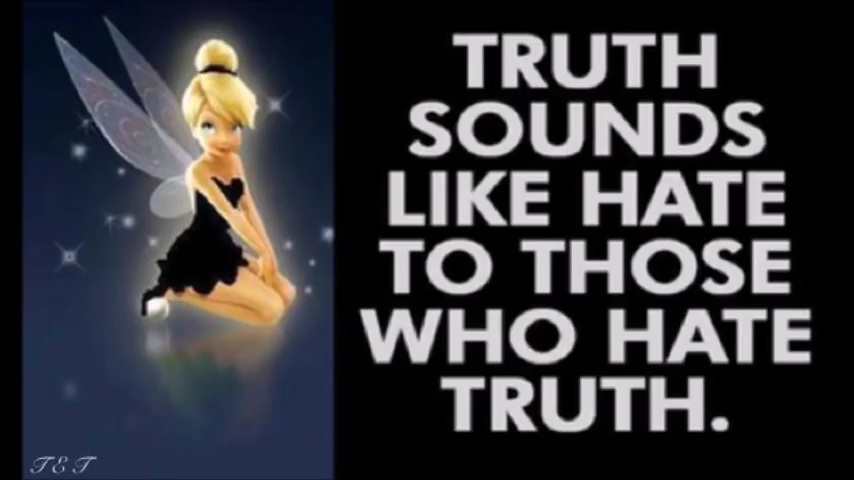 TRUTH
SOUNDS
LIKE HATE
TO THOSE
WHO HATE
TRUTH.
T&T